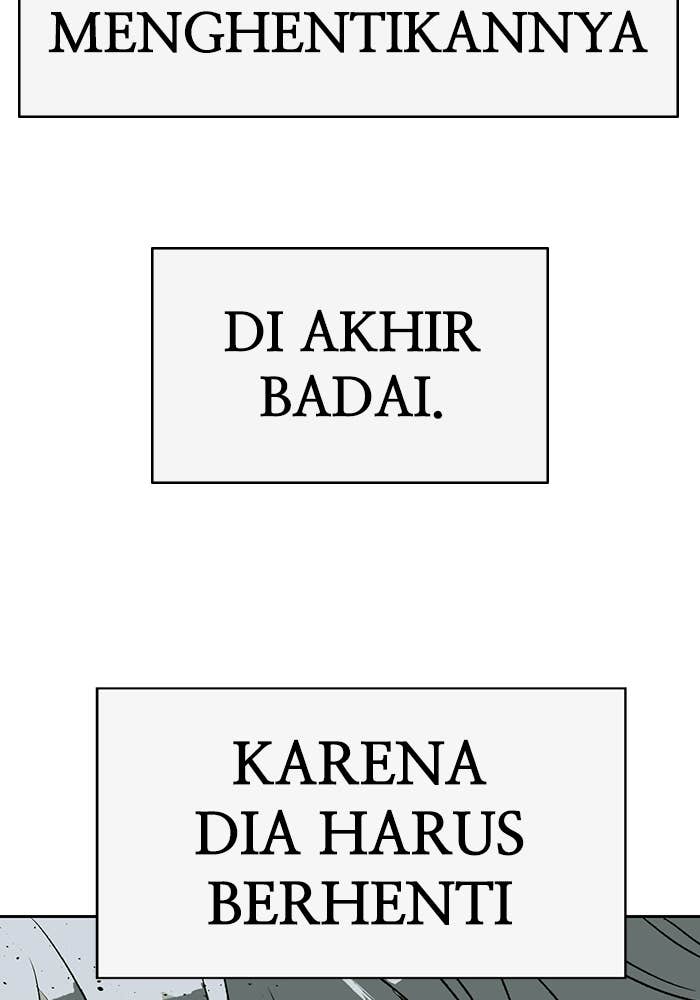 MENGHENTIKANNYA
DI AKHIR
BADAI.
KARENA
DIA HARUS
BERHENTI